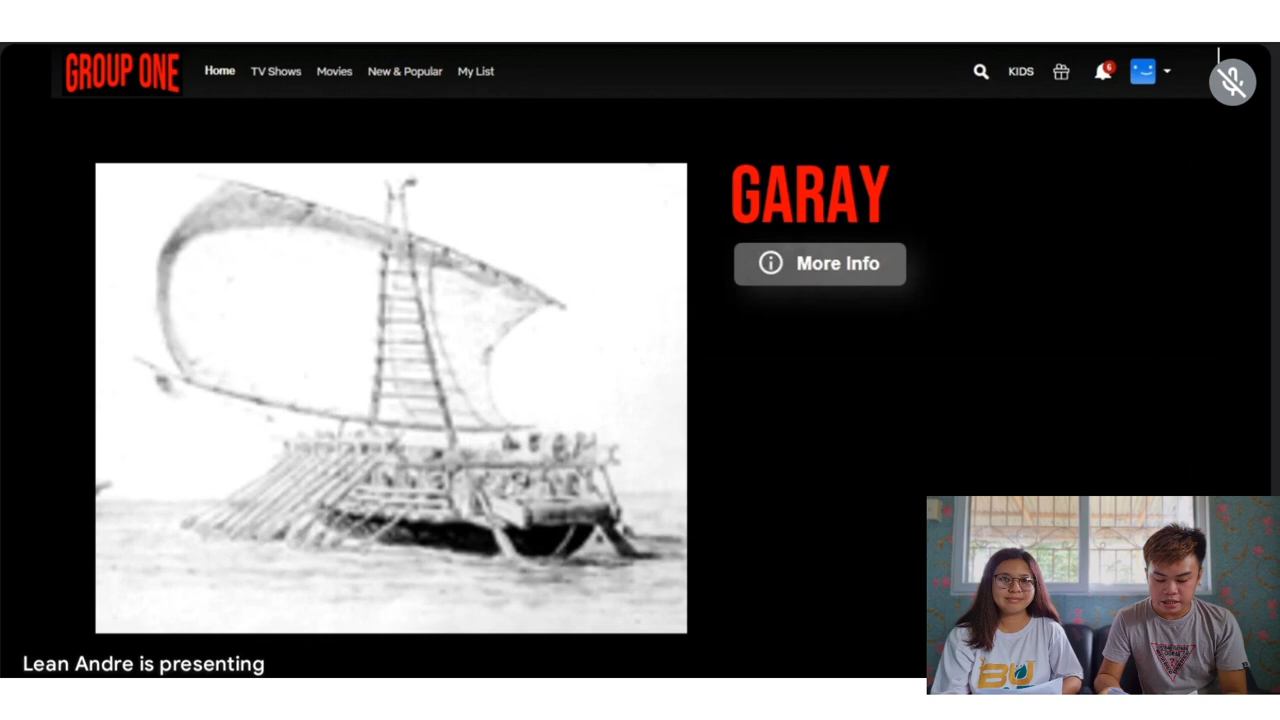 GROUP ONE
Home TV Shows Movies New & Popular My List
KIDS
6
GARAY
More Info
BU
Lean Andre is presenting